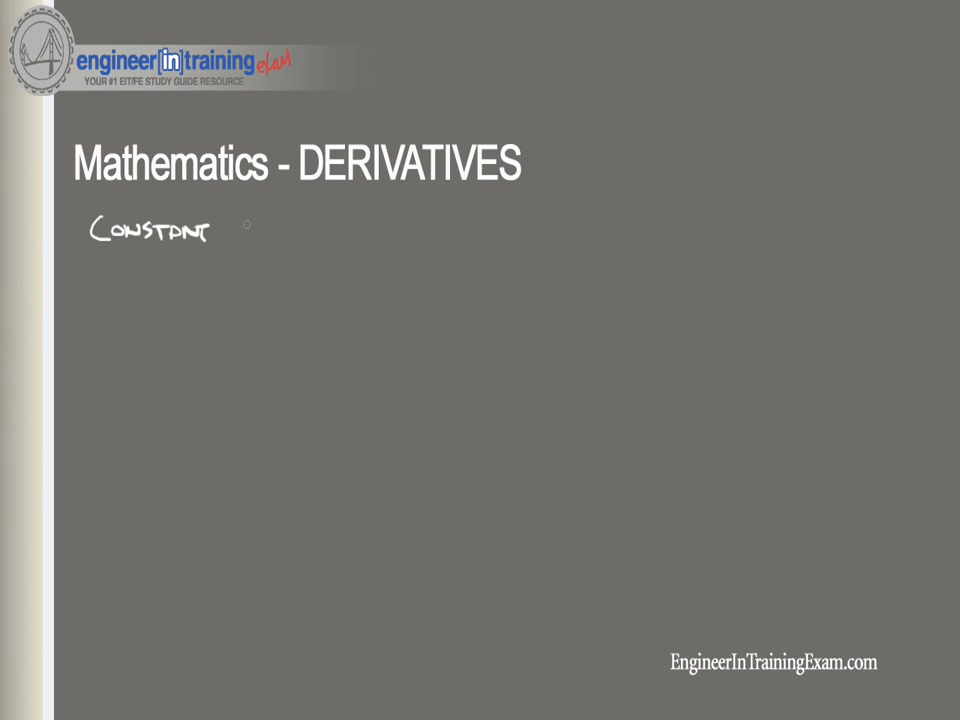 engineer[in]training exam
YOUR #1 EIT/FE STUDY GUIDE RESOURCE
Mathematics - DERIVATIVES
CONSTANT
EngineerInTrainingExam.com